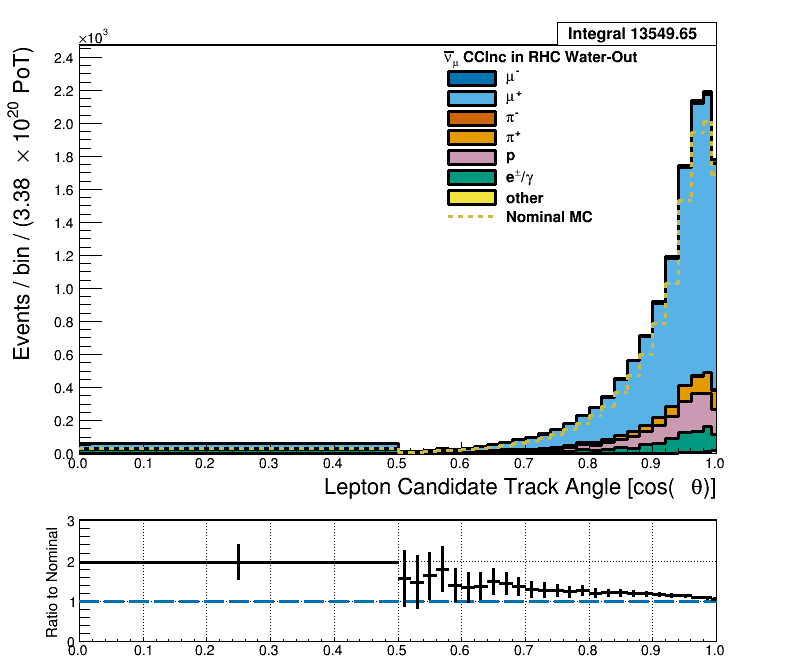 Integral 13549.65
×10³
ν̅μ CCInc in RHC Water-Out
μ⁻
μ⁺
π⁻
π⁺
p
e±/γ
other
Nominal MC
Events / bin / (3.38 × 10²⁰ PoT)
2.4
2.2
2.0
1.8
1.6
1.4
1.2
1.0
0.8
0.6
0.4
0.2
0.0
0.0 0.1 0.2 0.3 0.4 0.5 0.6 0.7 0.8 0.9 1.0
Lepton Candidate Track Angle [cos( θ)]
Ratio to Nominal
3
2
1
0
0.0 0.1 0.2 0.3 0.4 0.5 0.6 0.7 0.8 0.9 1.0